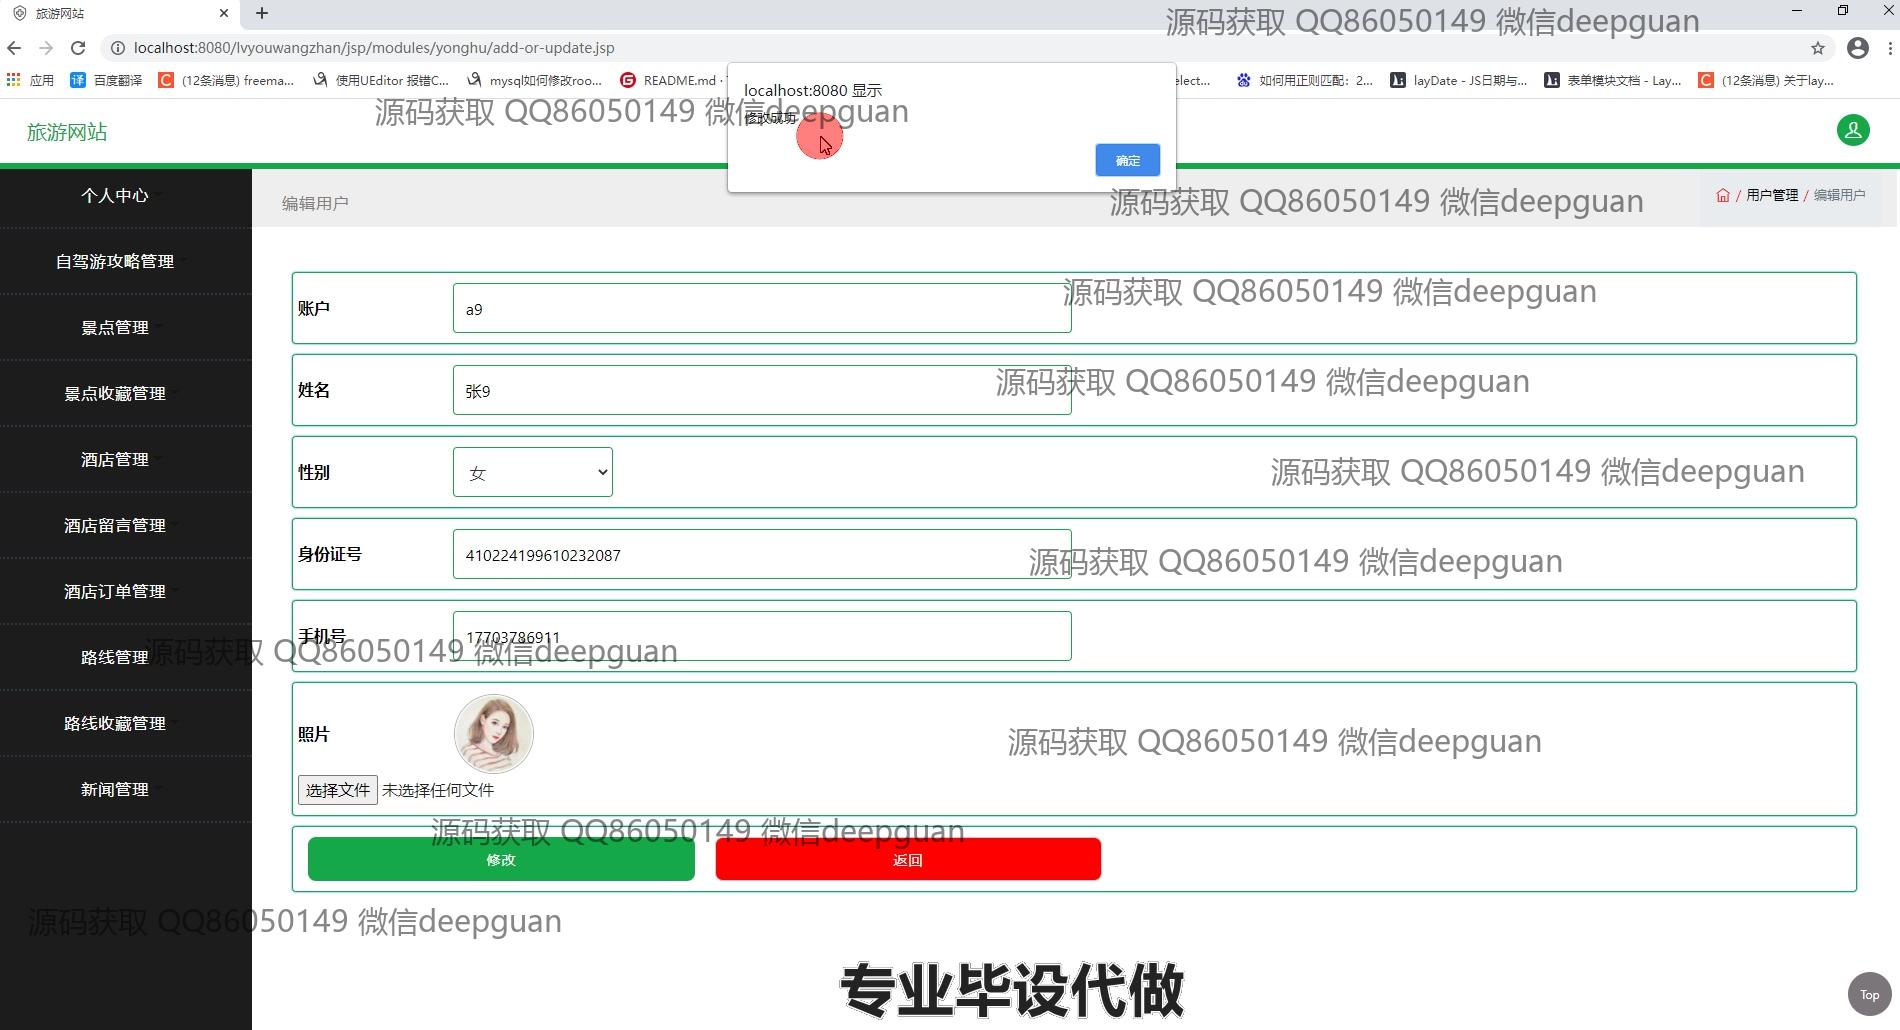 旅游网站
源码获取 QQ86050149 微信deepguan
localhost:8080/lvyouwangzhan/jsp/modules/yonghu/add-or-update.jsp
应用
译 百度翻译
C (12条消息) freema...
使用UEditor 报错C...
mysql如何修改roo...
G README.md ·
elect...
如何用正则匹配：2...
layDate - JS日期与...
表单模块文档 - Lay...
C (12条消息) 关于lay...
localhost:8080 显示
修改成功
确定
源码获取 QQ86050149 微信deepguan
旅游网站
源码获取 QQ86050149 微信deepguan
个人中心
自驾游攻略管理
景点管理
景点收藏管理
酒店管理
酒店留言管理
酒店订单管理
路线管理
路线收藏管理
新闻管理
编辑用户
/ 用户管理 / 编辑用户
账户
a9
源码获取 QQ86050149 微信deepguan
姓名
张9
源码获取 QQ86050149 微信deepguan
性别
女
源码获取 QQ86050149 微信deepguan
身份证号
410224199610232087
源码获取 QQ86050149 微信deepguan
手机号
17703786911
源码获取 QQ86050149 微信deepguan
照片
源码获取 QQ86050149 微信deepguan
选择文件 未选择任何文件
源码获取 QQ86050149 微信deepguan
修改
返回
源码获取 QQ86050149 微信deepguan
专业毕设代做
Top